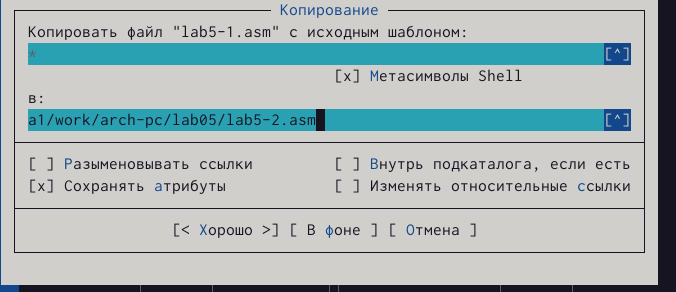 Копирование
Копировать файл "lab5-1.asm" с исходным шаблоном:
* [^]
[x] Метасимволы Shell
в:
a1/work/arch-pc/lab05/lab5-2.asm [^]
[ ] Разыменовывать ссылки [ ] Внутрь подкаталога, если есть
[x] Сохранять атрибуты [ ] Изменять относительные ссылки
[< Хорошо >] [ В фоне ] [ Отмена ]